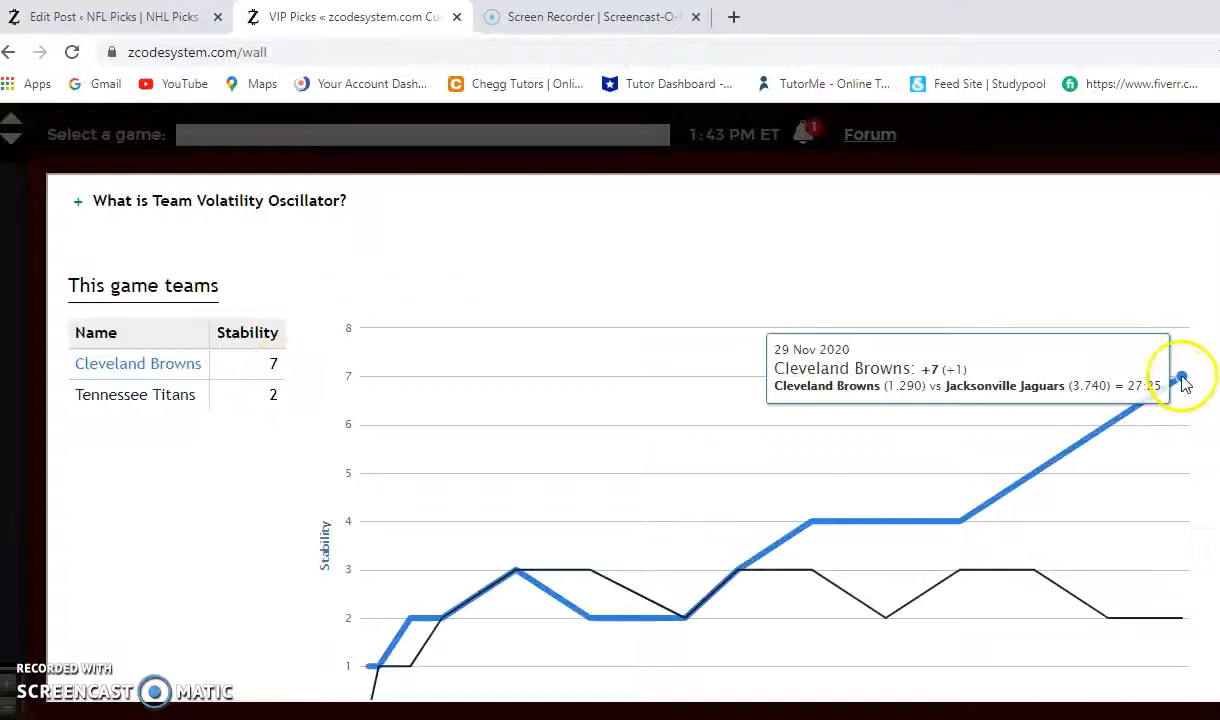 Edit Post ‹ NFL Picks | NHL Picks
VIP Picks « zcodesystem.com Cu
Screen Recorder | Screencast-O-
zcodesystem.com/wall
Apps
Gmail
YouTube
Maps
Your Account Dash...
Chegg Tutors | Onli...
Tutor Dashboard -...
TutorMe - Online T...
Feed Site | Studypool
https://www.fiverr.c...
Select a game:
1:43 PM ET
1
Forum
+ What is Team Volatility Oscillator?
This game teams
Name Stability
Cleveland Browns 7
Tennessee Titans 2
8
7
6
5
4
3
2
1
Stability
29 Nov 2020
Cleveland Browns: +7 (+1)
Cleveland Browns (1.290) vs Jacksonville Jaguars (3.740) = 27:25
RECORDED WITH
SCREENCAST MATIC